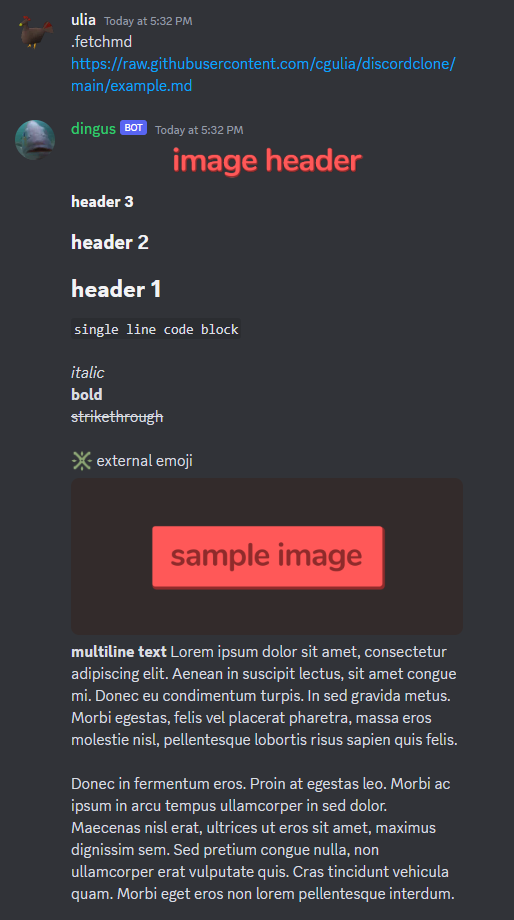 ulia Today at 5:32 PM
.fetchmd
https://raw.githubusercontent.com/cgulia/discordclone/
main/example.md
dingus BOT Today at 5:32 PM
image header
header 3
header 2
header 1
single line code block
italic
bold
strikethrough
external emoji
sample image
multiline text Lorem ipsum dolor sit amet, consectetur
adipiscing elit. Aenean in suscipit lectus, sit amet congue
mi. Donec eu condimentum turpis. In sed gravida metus.
Morbi egestas, felis vel placerat pharetra, massa eros
molestie nisl, pellentesque lobortis risus sapien quis felis.
Donec in fermentum eros. Proin at egestas leo. Morbi ac
ipsum in arcu tempus ullamcorper in sed dolor.
Maecenas nisl erat, ultrices ut eros sit amet, maximus
dignissim sem. Sed pretium congue nulla, non
ullamcorper erat vulputate quis. Cras tincidunt vehicula
quam. Morbi eget eros non lorem pellentesque interdum.